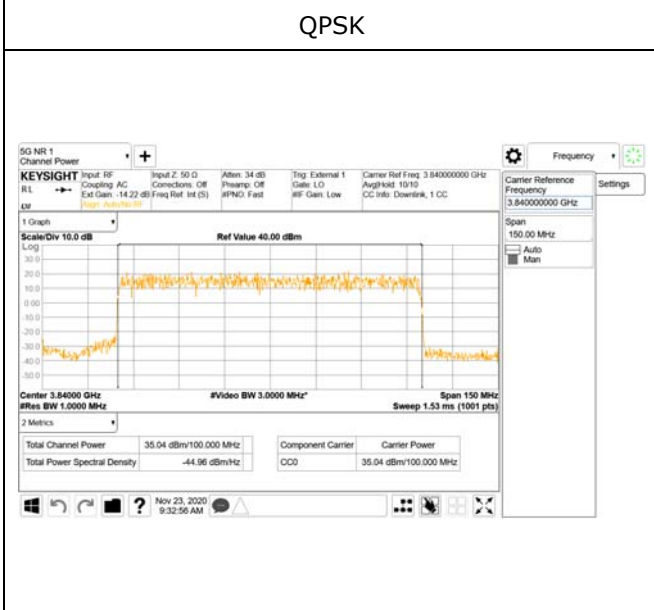 QPSK
5G NR 1
Channel Power
+
Frequency
KEYSIGHT
RL
Input: RF
Coupling: AC
Ext Gain: -14.22 dB
Align: Auto/No RF
Input Z: 50 Ω
Corrections: Off
Freq Ref: Int (S)
Atten: 34 dB
Preamp: Off
#PNO: Fast
Trig: External 1
Gate: LO
#IF Gain: Low
Carrier Ref Freq: 3.840000000 GHz
Avg|Hold: 10/10
CC Info: Downlink, 1 CC
Carrier Reference
Frequency
3.840000000 GHz
Settings
Span
150.00 MHz
Auto
Man
1 Graph
Scale/Div 10.0 dB
Ref Value 40.00 dBm
Log
30.0
20.0
10.0
0.00
-10.0
-20.0
-30.0
-40.0
-50.0
Center 3.84000 GHz
#Video BW 3.0000 MHz*
Span 150 MHz
#Res BW 1.0000 MHz
Sweep 1.53 ms (1001 pts)
2 Metrics
Total Channel Power 35.04 dBm/100.000 MHz
Total Power Spectral Density -44.96 dBm/Hz
Component Carrier Carrier Power
CC0 35.04 dBm/100.000 MHz
?
Nov 23, 2020
9:32:56 AM